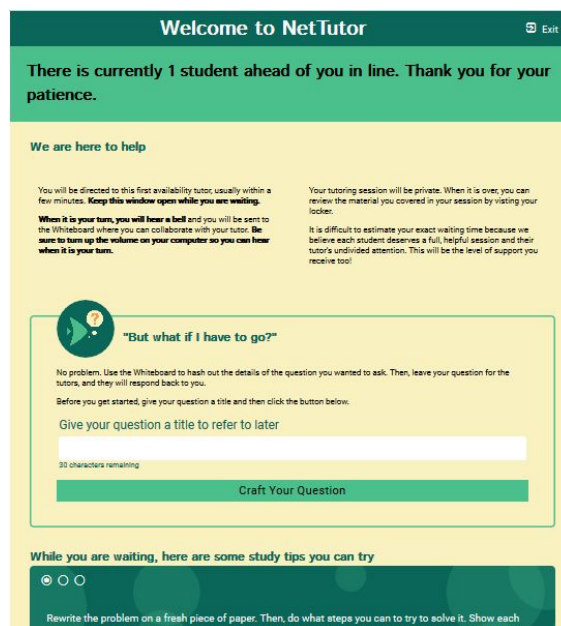 Welcome to NetTutor
Exit
There is currently 1 student ahead of you in line. Thank you for your
patience.
We are here to help
You will be directed to this first availability tutor, usually within a
few minutes. Keep this window open while you are waiting.
When it is your turn, you will hear a bell and you will be sent to
the Whiteboard where you can collaborate with your tutor. Be
sure to turn up the volume on your computer so you can hear
when it is your turn.
Your tutoring session will be private. When it is over, you can
review the material you covered in your session by visting your
locker.
It is difficult to estimate your exact waiting time because we
believe each student deserves a full, helpful session and their
tutor's undivided attention. This will be the level of support you
receive too!
?
"But what if I have to go?"
No problem. Use the Whiteboard to hash out the details of the question you wanted to ask. Then, leave your question for the
tutors, and they will respond back to you.
Before you get started, give your question a title and then click the button below.
Give your question a title to refer to later
30 characters remaining
Craft Your Question
While you are waiting, here are some study tips you can try
Rewrite the problem on a fresh piece of paper. Then, do what steps you can to try to solve it. Show each